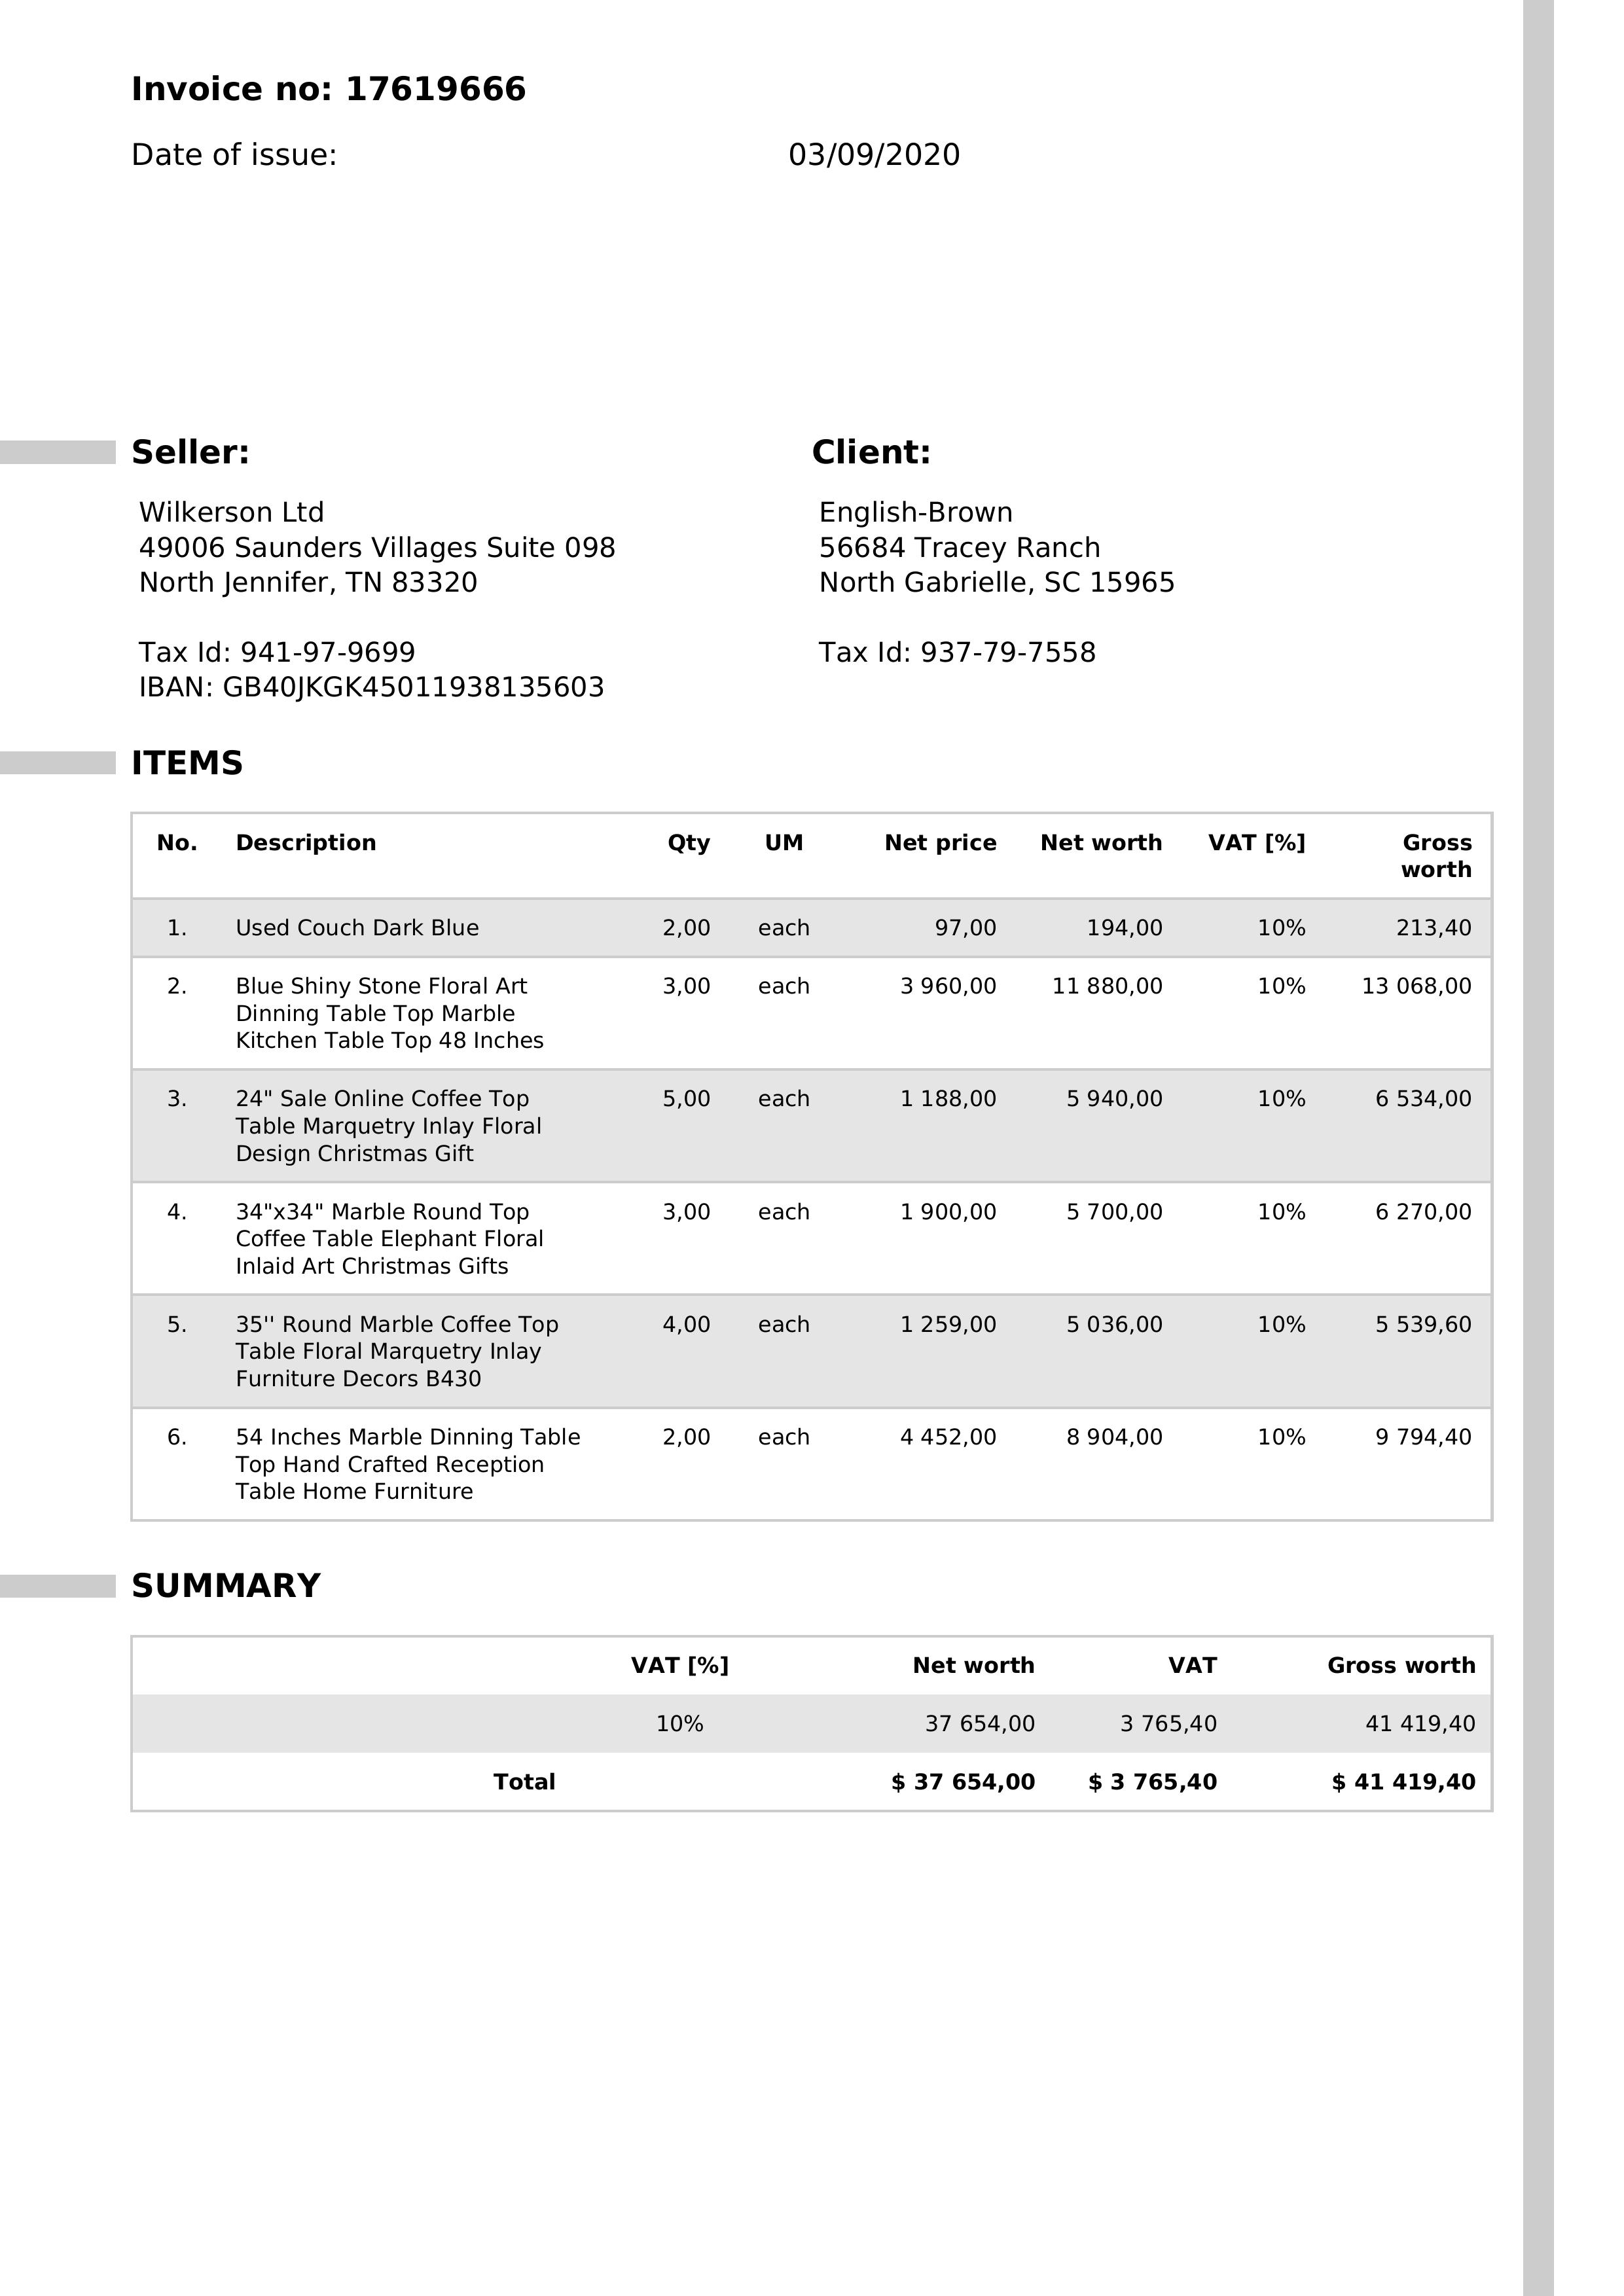 Invoice no: 17619666
Date of issue: 03/09/2020
Seller:
Wilkerson Ltd
49006 Saunders Villages Suite 098
North Jennifer, TN 83320
Tax Id: 941-97-9699
IBAN: GB40JKGK45011938135603
Client:
English-Brown
56684 Tracey Ranch
North Gabrielle, SC 15965
Tax Id: 937-79-7558
ITEMS
No. Description Qty UM Net price Net worth VAT [%] Gross
worth
1. Used Couch Dark Blue 2,00 each 97,00 194,00 10% 213,40
2. Blue Shiny Stone Floral Art 3,00 each 3 960,00 11 880,00 10% 13 068,00
Dinning Table Top Marble
Kitchen Table Top 48 Inches
3. 24" Sale Online Coffee Top 5,00 each 1 188,00 5 940,00 10% 6 534,00
Table Marquetry Inlay Floral
Design Christmas Gift
4. 34"x34" Marble Round Top 3,00 each 1 900,00 5 700,00 10% 6 270,00
Coffee Table Elephant Floral
Inlaid Art Christmas Gifts
5. 35'' Round Marble Coffee Top 4,00 each 1 259,00 5 036,00 10% 5 539,60
Table Floral Marquetry Inlay
Furniture Decors B430
6. 54 Inches Marble Dinning Table 2,00 each 4 452,00 8 904,00 10% 9 794,40
Top Hand Crafted Reception
Table Home Furniture
SUMMARY
VAT [%] Net worth VAT Gross worth
10% 37 654,00 3 765,40 41 419,40
Total $ 37 654,00 $ 3 765,40 $ 41 419,40